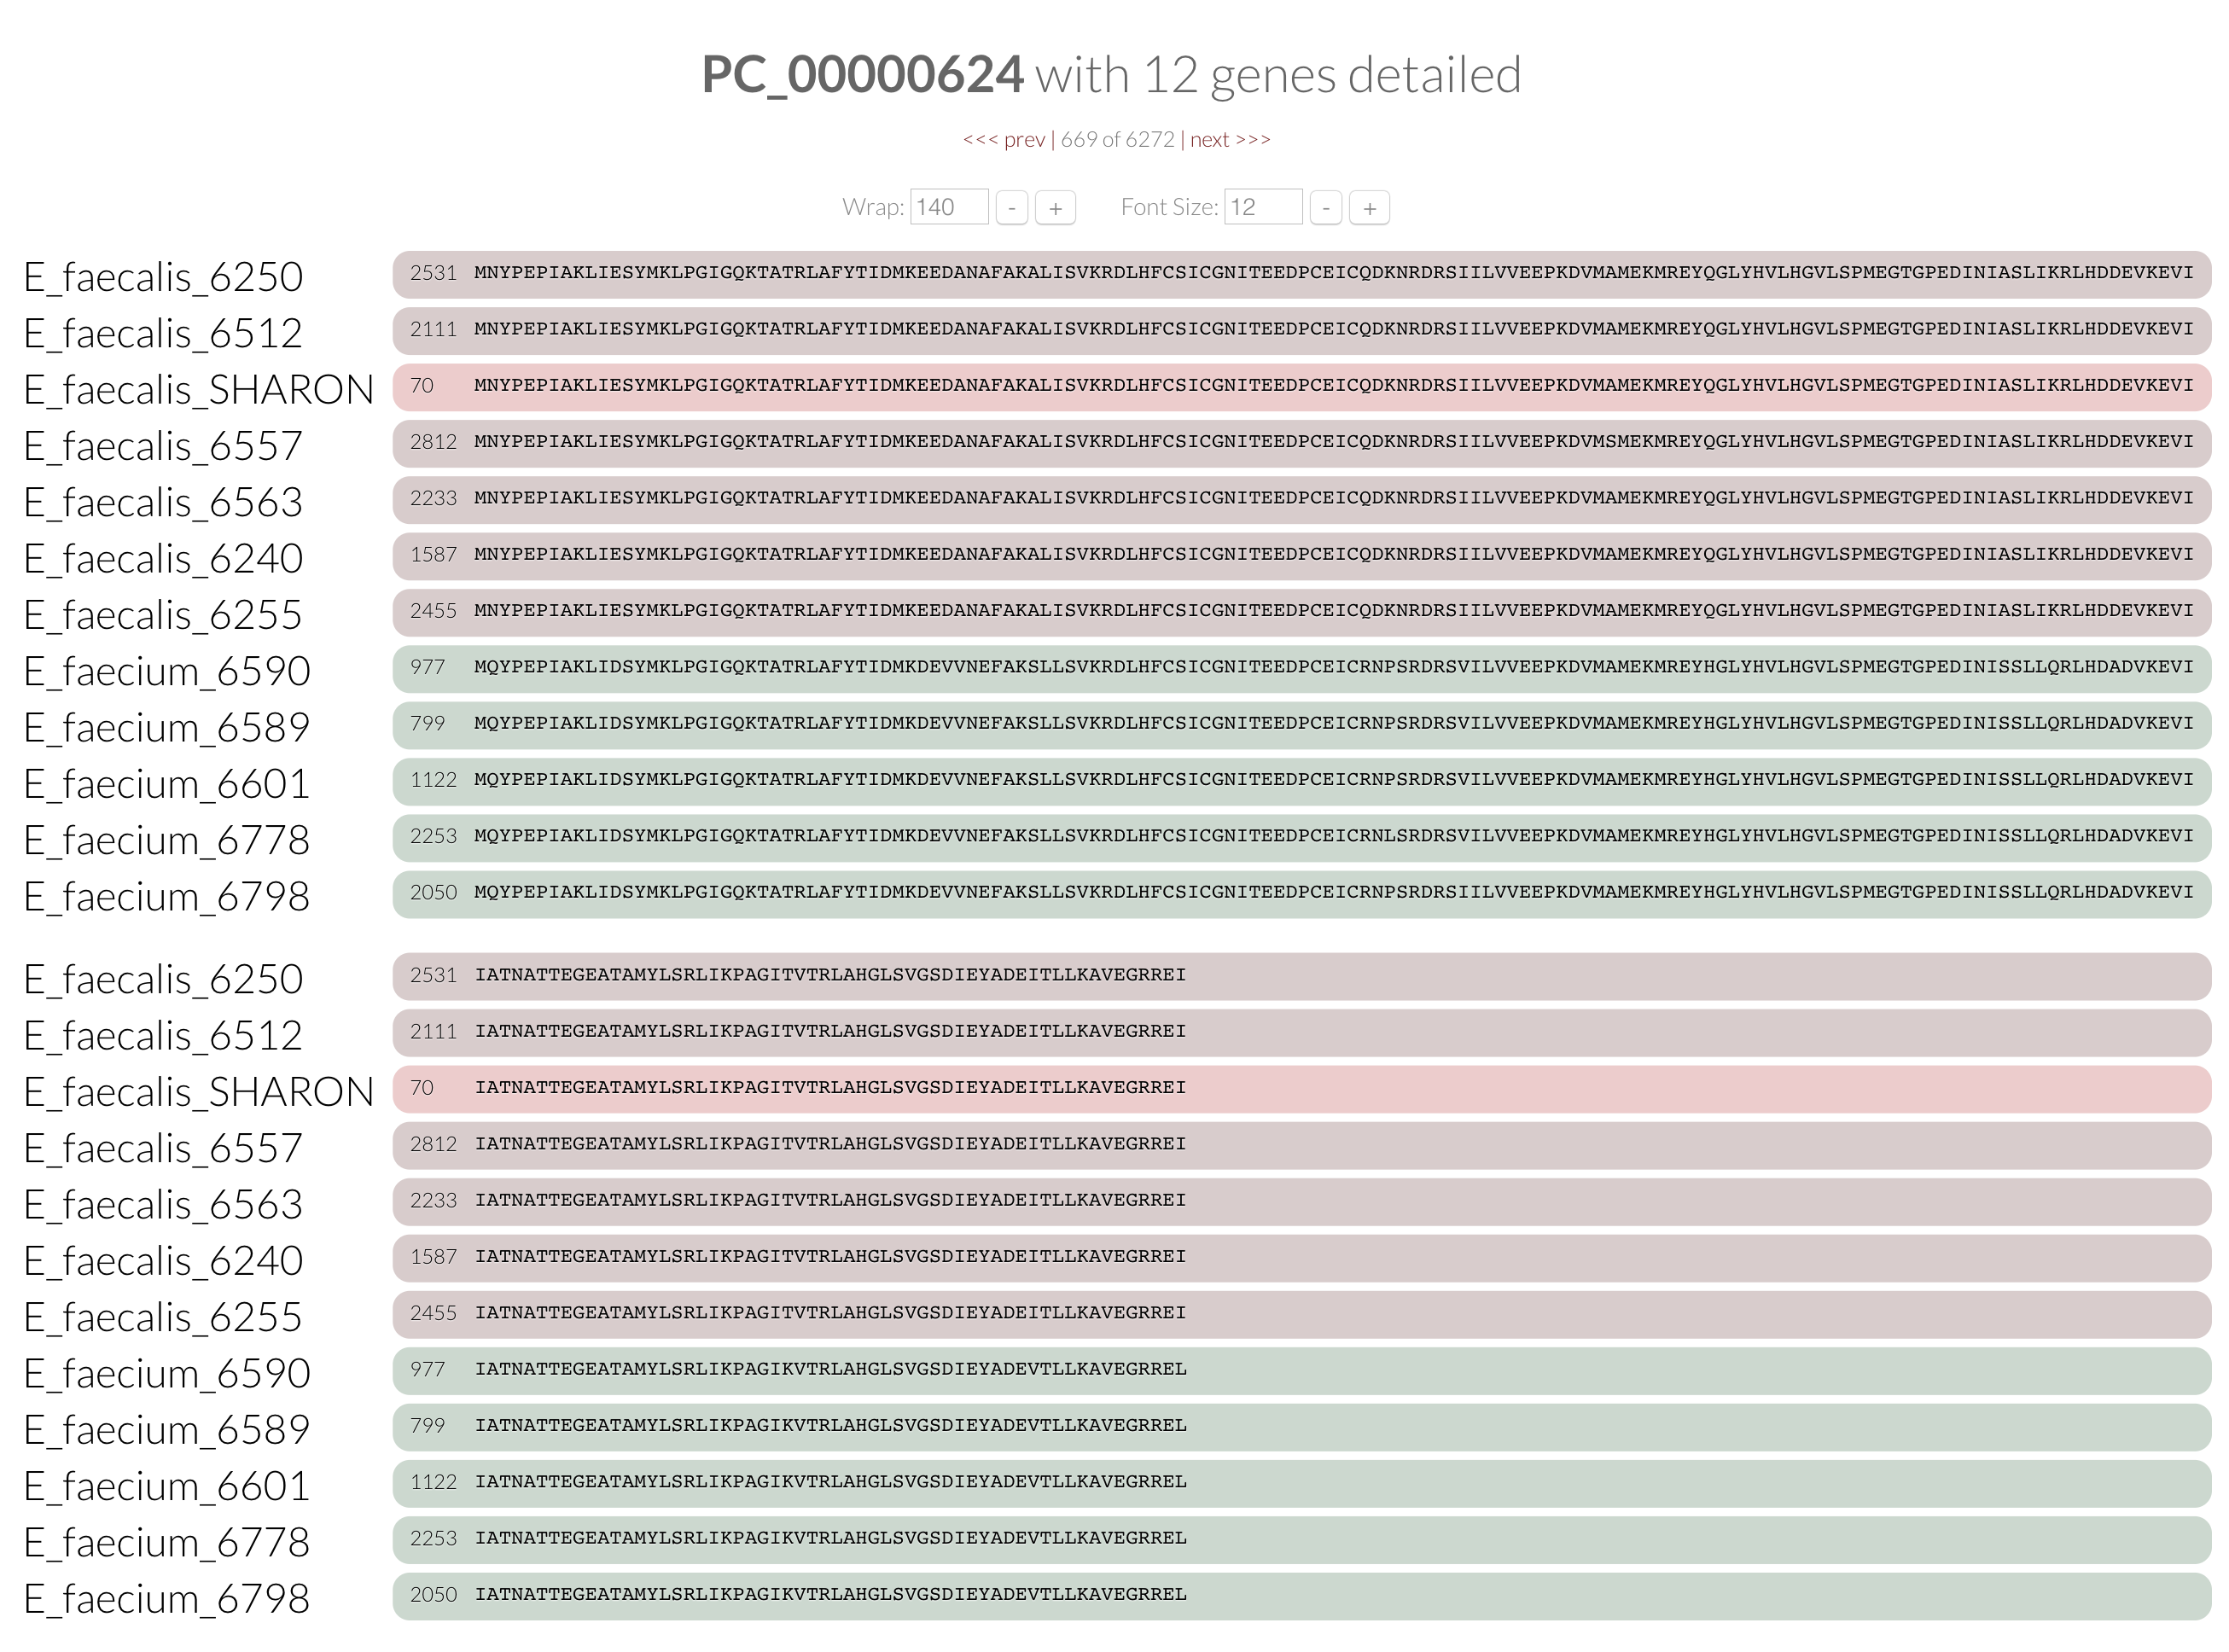 PC_00000624 with 12 genes detailed
<<< prev | 669 of 6272 | next >>>
Wrap: 140 - + Font Size: 12 - +
E_faecalis_6250 2531 MNYPEPIAKLIESYMKLPGIGQKTATRLAFYTIDMKEEDANAFAKALISVKRDLHFCSICGNITEEDPCEICQDKNRDRSIILVVEEPKDVMAMEKMREYQGLYHVLHGVLSPMEGTGPEDINIASLIKRLHDDEVKEVI
E_faecalis_6512 2111 MNYPEPIAKLIESYMKLPGIGQKTATRLAFYTIDMKEEDANAFAKALISVKRDLHFCSICGNITEEDPCEICQDKNRDRSIILVVEEPKDVMAMEKMREYQGLYHVLHGVLSPMEGTGPEDINIASLIKRLHDDEVKEVI
E_faecalis_SHARON 70 MNYPEPIAKLIESYMKLPGIGQKTATRLAFYTIDMKEEDANAFAKALISVKRDLHFCSICGNITEEDPCEICQDKNRDRSIILVVEEPKDVMAMEKMREYQGLYHVLHGVLSPMEGTGPEDINIASLIKRLHDDEVKEVI
E_faecalis_6557 2812 MNYPEPIAKLIESYMKLPGIGQKTATRLAFYTIDMKEEDANAFAKALISVKRDLHFCSICGNITEEDPCEICQDKNRDRSIILVVEEPKDVMSMEKMREYQGLYHVLHGVLSPMEGTGPEDINIASLIKRLHDDEVKEVI
E_faecalis_6563 2233 MNYPEPIAKLIESYMKLPGIGQKTATRLAFYTIDMKEEDANAFAKALISVKRDLHFCSICGNITEEDPCEICQDKNRDRSIILVVEEPKDVMAMEKMREYQGLYHVLHGVLSPMEGTGPEDINIASLIKRLHDDEVKEVI
E_faecalis_6240 1587 MNYPEPIAKLIESYMKLPGIGQKTATRLAFYTIDMKEEDANAFAKALISVKRDLHFCSICGNITEEDPCEICQDKNRDRSIILVVEEPKDVMAMEKMREYQGLYHVLHGVLSPMEGTGPEDINIASLIKRLHDDEVKEVI
E_faecalis_6255 2455 MNYPEPIAKLIESYMKLPGIGQKTATRLAFYTIDMKEEDANAFAKALISVKRDLHFCSICGNITEEDPCEICQDKNRDRSIILVVEEPKDVMAMEKMREYQGLYHVLHGVLSPMEGTGPEDINIASLIKRLHDDEVKEVI
E_faecium_6590 977 MQYPEPIAKLIDSYMKLPGIGQKTATRLAFYTIDMKDEVVNEFAKSLLSVKRDLHFCSICGNITEEDPCEICRNPSRDRSVILVVEEPKDVMAMEKMREYHGLYHVLHGVLSPMEGTGPEDINISSLLQRLHDADVKEVI
E_faecium_6589 799 MQYPEPIAKLIDSYMKLPGIGQKTATRLAFYTIDMKDEVVNEFAKSLLSVKRDLHFCSICGNITEEDPCEICRNPSRDRSVILVVEEPKDVMAMEKMREYHGLYHVLHGVLSPMEGTGPEDINISSLLQRLHDADVKEVI
E_faecium_6601 1122 MQYPEPIAKLIDSYMKLPGIGQKTATRLAFYTIDMKDEVVNEFAKSLLSVKRDLHFCSICGNITEEDPCEICRNPSRDRSVILVVEEPKDVMAMEKMREYHGLYHVLHGVLSPMEGTGPEDINISSLLQRLHDADVKEVI
E_faecium_6778 2253 MQYPEPIAKLIDSYMKLPGIGQKTATRLAFYTIDMKDEVVNEFAKSLLSVKRDLHFCSICGNITEEDPCEICRNLSRDRSVILVVEEPKDVMAMEKMREYHGLYHVLHGVLSPMEGTGPEDINISSLLQRLHDADVKEVI
E_faecium_6798 2050 MQYPEPIAKLIDSYMKLPGIGQKTATRLAFYTIDMKDEVVNEFAKSLLSVKRDLHFCSICGNITEEDPCEICRNPSRDRSIILVVEEPKDVMAMEKMREYHGLYHVLHGVLSPMEGTGPEDINISSLLQRLHDADVKEVI
E_faecalis_6250 2531 IATNATTEGEATAMYLSRLIKPAGITVTRLAHGLSVGSDIEYADEITLLKAVEGRREI
E_faecalis_6512 2111 IATNATTEGEATAMYLSRLIKPAGITVTRLAHGLSVGSDIEYADEITLLKAVEGRREI
E_faecalis_SHARON 70 IATNATTEGEATAMYLSRLIKPAGITVTRLAHGLSVGSDIEYADEITLLKAVEGRREI
E_faecalis_6557 2812 IATNATTEGEATAMYLSRLIKPAGITVTRLAHGLSVGSDIEYADEITLLKAVEGRREI
E_faecalis_6563 2233 IATNATTEGEATAMYLSRLIKPAGITVTRLAHGLSVGSDIEYADEITLLKAVEGRREI
E_faecalis_6240 1587 IATNATTEGEATAMYLSRLIKPAGITVTRLAHGLSVGSDIEYADEITLLKAVEGRREI
E_faecalis_6255 2455 IATNATTEGEATAMYLSRLIKPAGITVTRLAHGLSVGSDIEYADEITLLKAVEGRREI
E_faecium_6590 977 IATNATTEGEATAMYLSRLIKPAGIKVTRLAHGLSVGSDIEYADEVTLLKAVEGRREL
E_faecium_6589 799 IATNATTEGEATAMYLSRLIKPAGIKVTRLAHGLSVGSDIEYADEVTLLKAVEGRREL
E_faecium_6601 1122 IATNATTEGEATAMYLSRLIKPAGIKVTRLAHGLSVGSDIEYADEVTLLKAVEGRREL
E_faecium_6778 2253 IATNATTEGEATAMYLSRLIKPAGIKVTRLAHGLSVGSDIEYADEVTLLKAVEGRREL
E_faecium_6798 2050 IATNATTEGEATAMYLSRLIKPAGIKVTRLAHGLSVGSDIEYADEVTLLKAVEGRREL